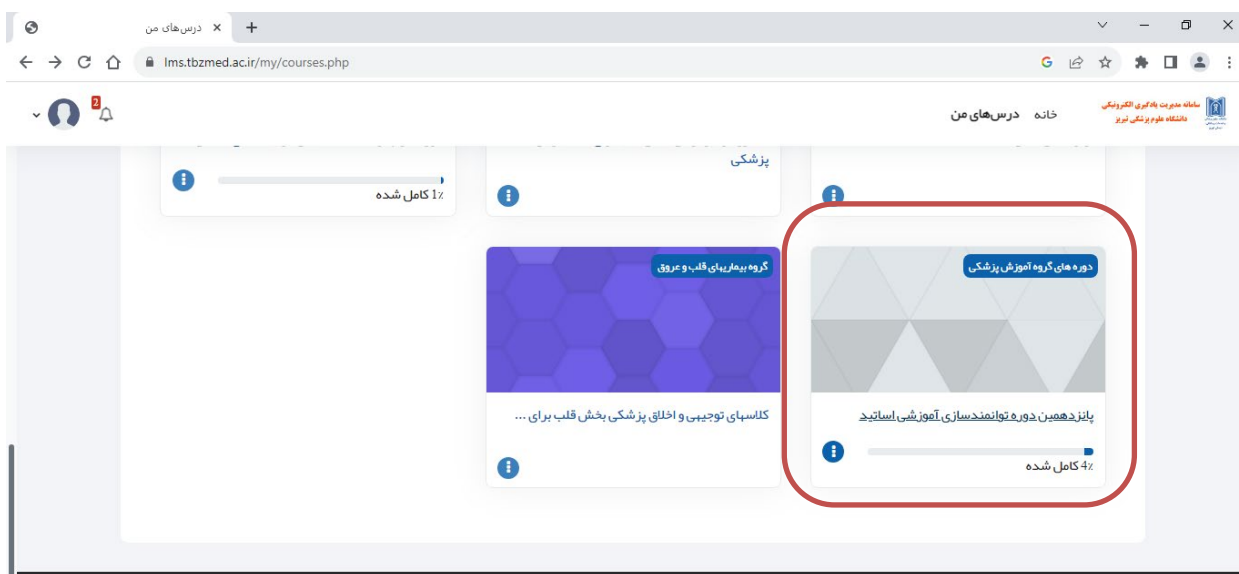 درس‌های من
lms.tbzmed.ac.ir/my/courses.php
سامانه مدیریت یادگیری الکترونیکی
دانشگاه علوم پزشکی تبریز
خانه
درس‌های من
2
پزشکی
1٪ کامل شده
دوره های گروه آموزش پزشکی
پانزدهمین دوره توانمندسازی آموزشی اساتید
4٪ کامل شده
گروه بیماریهای قلب و عروق
کلاسهای توجیهی و اخلاق پزشکی بخش قلب برای ...